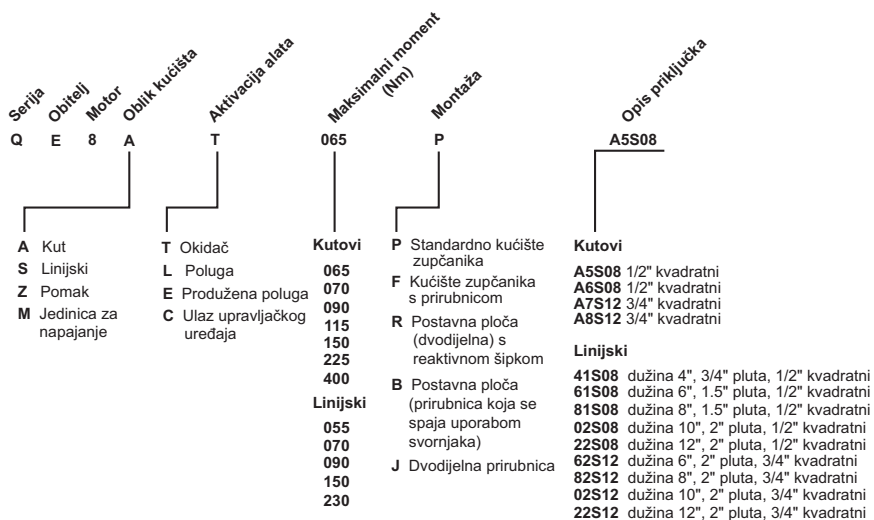 Serija
Obitelj
Motor
Oblik kućišta
Aktivacija alata
Maksimalni moment
(Nm)
Montaža
Opis priključka
Q E 8 A T 065 P A5S08
A Kut
S Linijski
Z Pomak
M Jedinica za
napajanje
T Okidač
L Poluga
E Produžena poluga
C Ulaz upravljačkog
uređaja
Kutovi
065
070
090
115
150
225
400
Linijski
055
070
090
150
230
P Standardno kućište
zupčanika
F Kućište zupčanika
s prirubnicom
R Postavna ploča
(dvodijelna) s
reaktivnom šipkom
B Postavna ploča
(prirubnica koja se
spaja uporabom
svornjaka)
J Dvodijelna prirubnica
Kutovi
A5S08 1/2" kvadratni
A6S08 1/2" kvadratni
A7S12 3/4" kvadratni
A8S12 3/4" kvadratni
Linijski
41S08 dužina 4", 3/4" pluta, 1/2" kvadratni
61S08 dužina 6", 1.5" pluta, 1/2" kvadratni
81S08 dužina 8", 1.5" pluta, 1/2" kvadratni
02S08 dužina 10", 2" pluta, 1/2" kvadratni
22S08 dužina 12", 2" pluta, 1/2" kvadratni
62S12 dužina 6", 2" pluta, 3/4" kvadratni
82S12 dužina 8", 2" pluta, 3/4" kvadratni
02S12 dužina 10", 2" pluta, 3/4" kvadratni
22S12 dužina 12", 2" pluta, 3/4" kvadratni